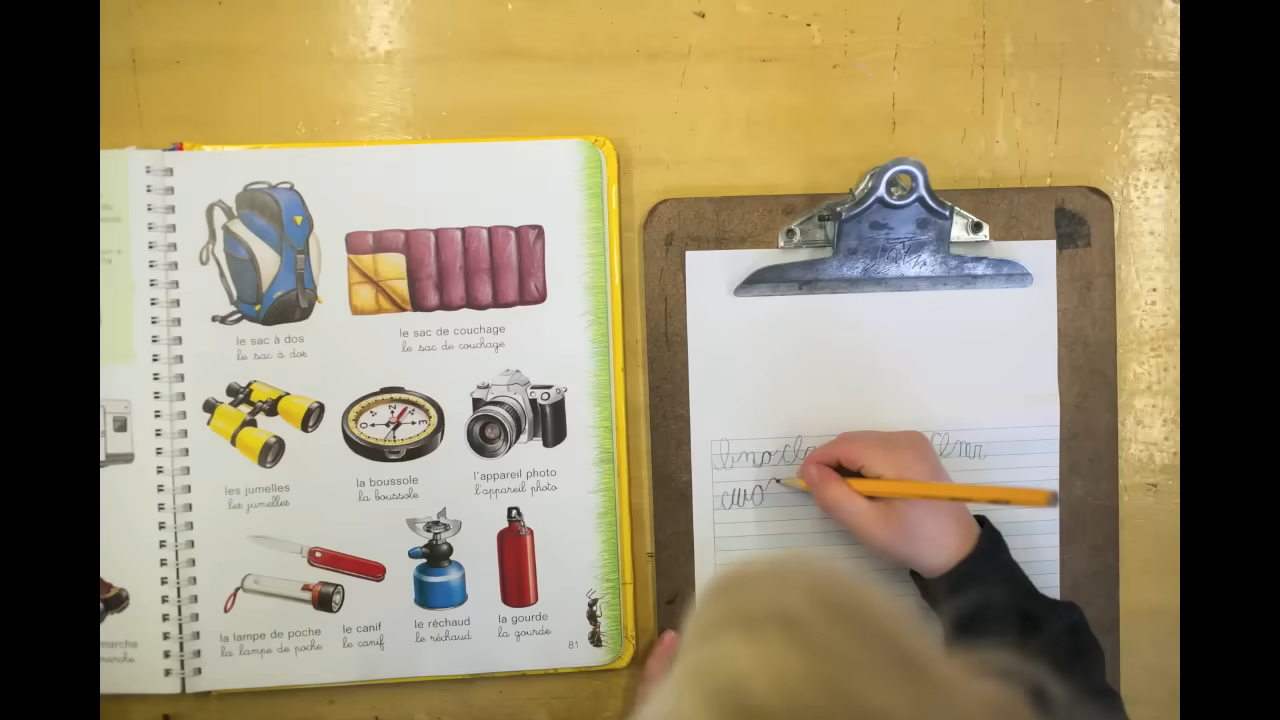 le sac à dos
le sac à dos
le sac de couchage
le sac de couchage
les jumelles
les jumelles
la boussole
la boussole
l'appareil photo
l'appareil photo
la lampe de poche
la lampe de poche
le canif
le canif
le réchaud
le réchaud
la gourde
la gourde
81
marche
marche
N
E
O